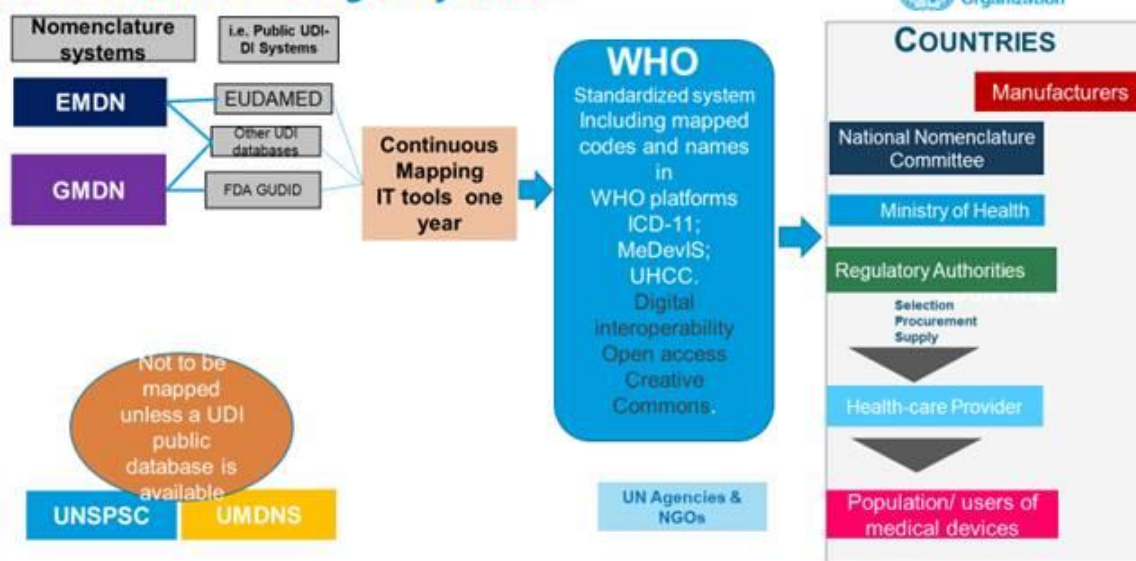 Organization
Nomenclature
systems
i.e. Public UDI-
DI Systems
EMDN
GMDN
EUDAMED
Other UDI
databases
FDA GUDID
Continuous
Mapping
IT tools one
year
WHO
Standardized system
Including mapped
codes and names
in
WHO platforms
ICD-11;
MeDevIS;
UHCC.
Digital
interoperability
Open access
Creative
Commons.
COUNTRIES
Manufacturers
National Nomenclature
Committee
Ministry of Health
Regulatory Authorities
Selection
Procurement
Supply
Health-care Provider
Population/ users of
medical devices
Not to be
mapped
unless a UDI
public
database is
available
UNSPSC
UMDNS
UN Agencies &
NGOs